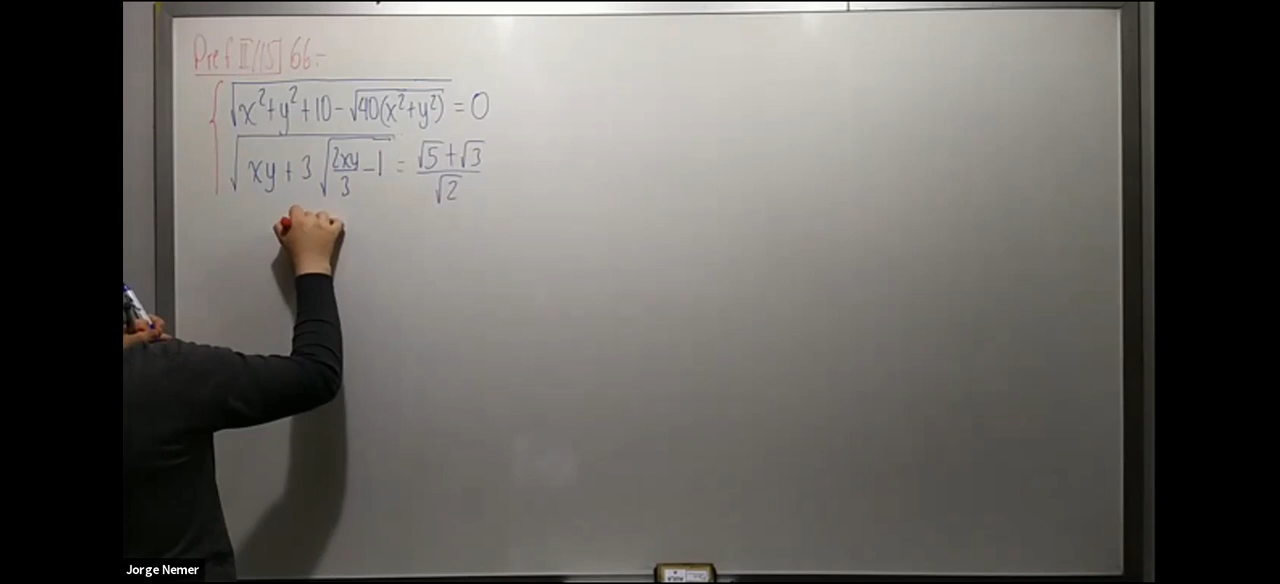 Pref II (15) 66:-
√(x²+y²+10-√(40(x²+y²))) = 0
√(xy+3√(2xy/3-1)) = (√5+√3)/√2
Jorge Nemer